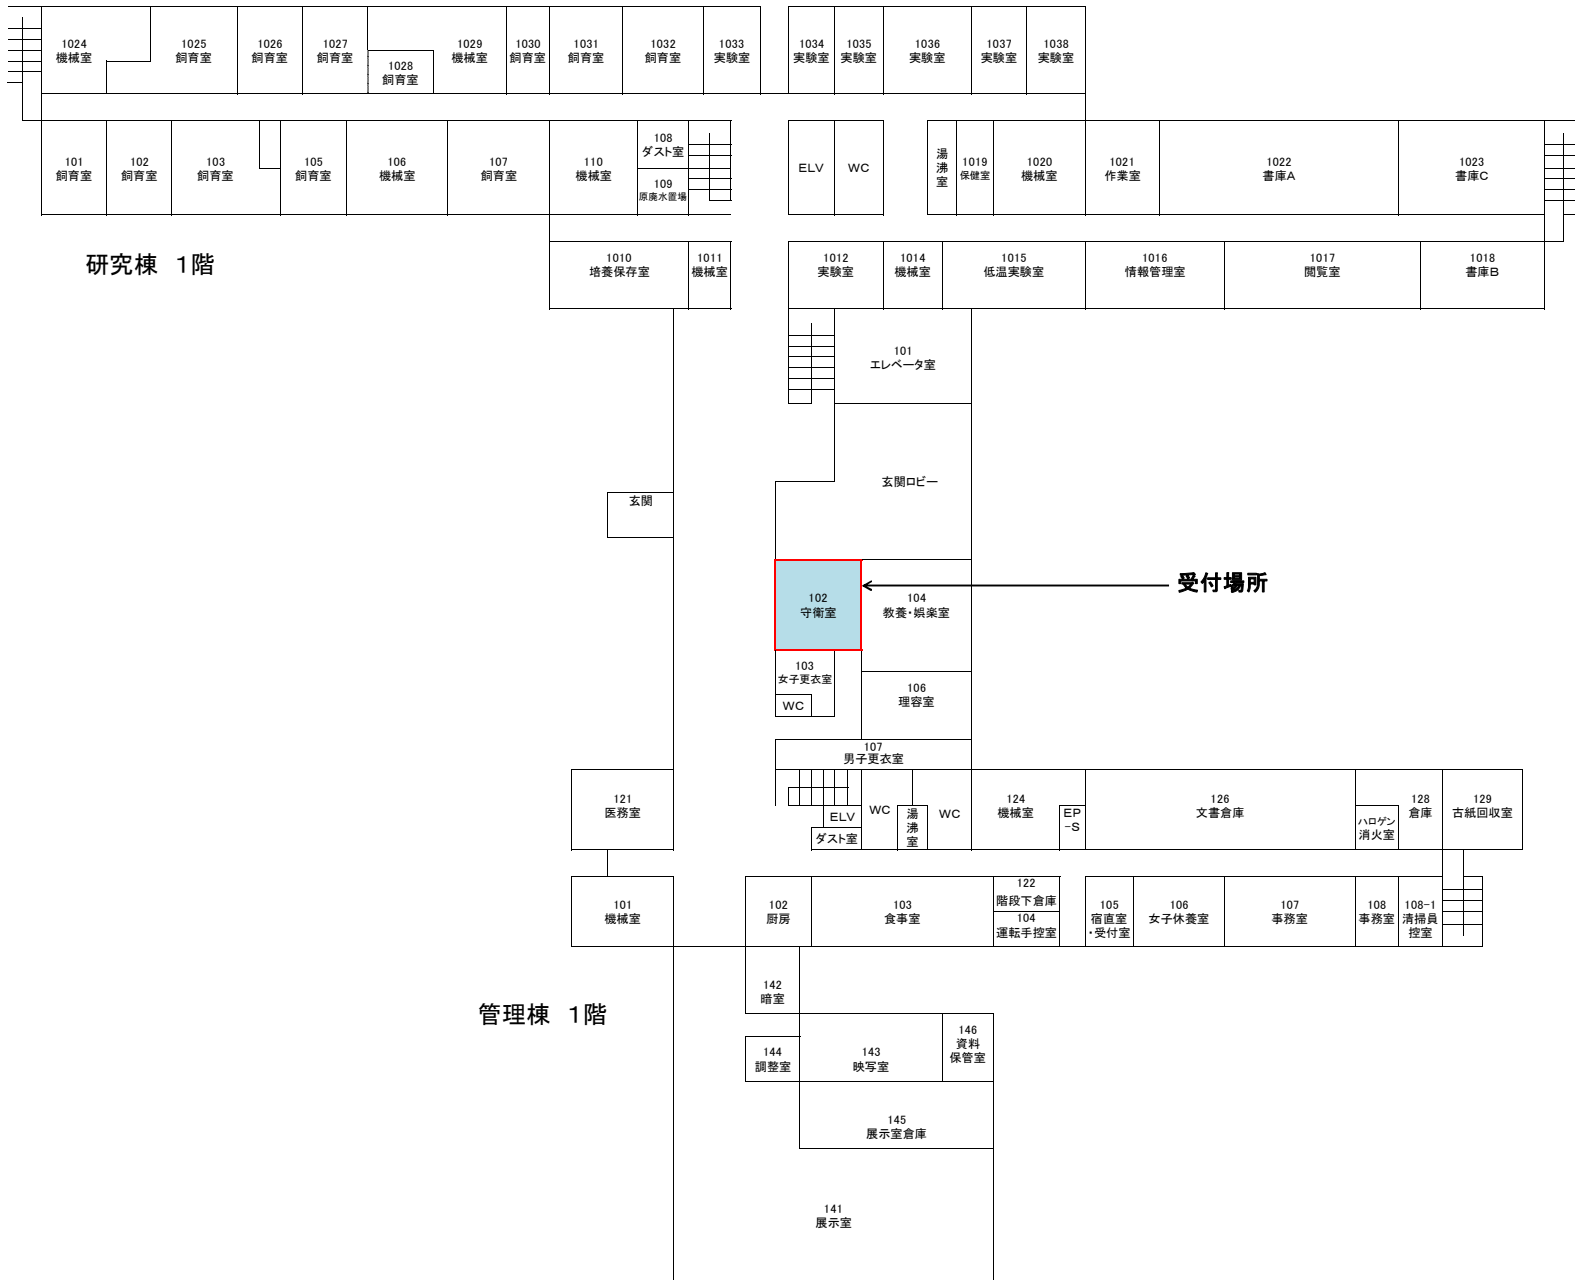 1024
機械室
1025
飼育室
1026
飼育室
1027
飼育室
1028
飼育室
1029
機械室
1030
飼育室
1031
飼育室
1032
飼育室
1033
実験室
1034
実験室
1035
実験室
1036
実験室
1037
実験室
1038
実験室
101
飼育室
102
飼育室
103
飼育室
105
飼育室
106
機械室
107
飼育室
110
機械室
108
ダスト室
109
原廃水置場
ELV
WC
湯
沸
室
1019
保健室
1020
機械室
1021
作業室
1022
書庫A
1023
書庫C
研究棟 1階
1010
培養保存室
1011
機械室
1012
実験室
1014
機械室
1015
低温実験室
1016
情報管理室
1017
閲覧室
1018
書庫B
101
エレベータ室
玄関ロビー
玄関
受付場所
102
守衛室
104
教養・娯楽室
103
女子更衣室
WC
106
理容室
107
男子更衣室
121
医務室
ELV
ダスト室
WC
湯
沸
室
WC
124
機械室
EP
-S
126
文書倉庫
ハロゲン
消火室
128
倉庫
129
古紙回収室
101
機械室
102
厨房
103
食事室
122
階段下倉庫
104
運転手控室
105
宿直室
・受付室
106
女子休養室
107
事務室
108
事務室
108-1
清掃員
控室
管理棟 1階
142
暗室
144
調整室
143
映写室
146
資料
保管室
145
展示室倉庫
141
展示室